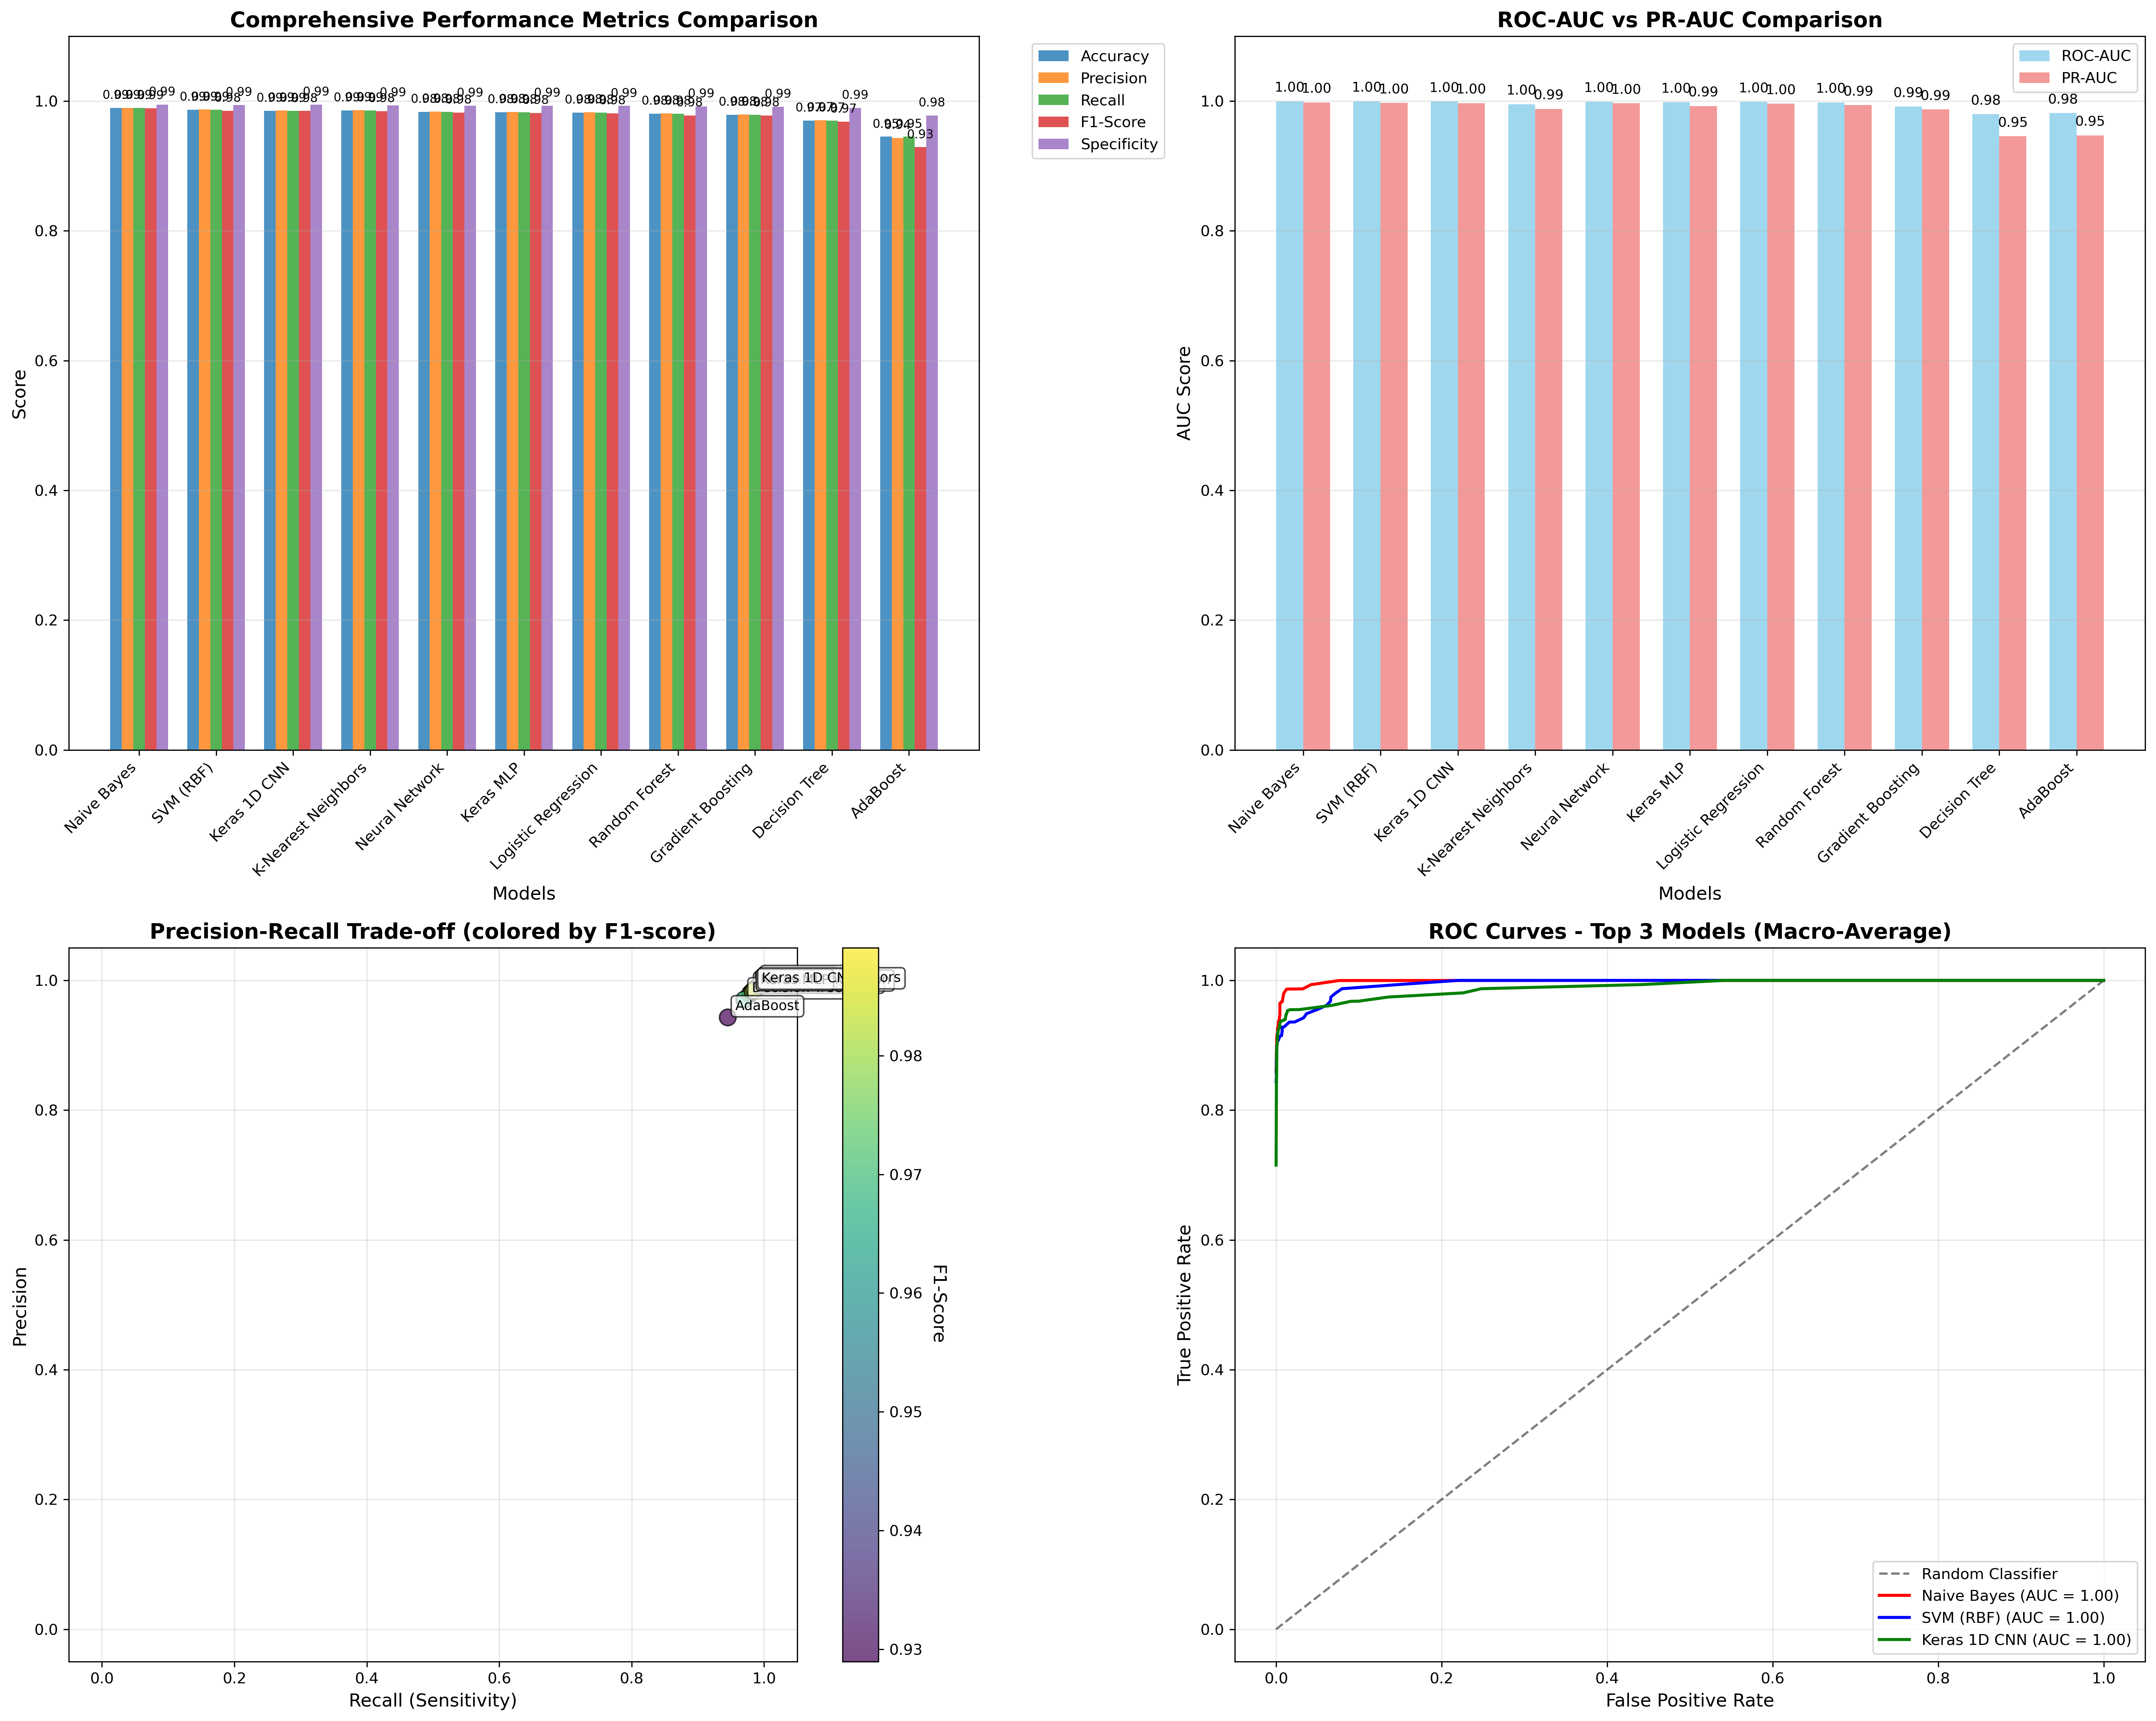 Comprehensive Performance Metrics Comparison
Score
1.0
0.8
0.6
0.4
0.2
0.0
0.99
0.99
0.99
0.99
0.99
0.99
0.99
0.99
0.99
0.99
0.99
0.98
0.98
Naive Bayes
SVM (RBF)
Keras 1D CNN
K-Nearest Neighbors
Neural Network
Keras MLP
Logistic Regression
Random Forest
Gradient Boosting
Decision Tree
AdaBoost
Models
Accuracy
Precision
Recall
F1-Score
Specificity
ROC-AUC vs PR-AUC Comparison
AUC Score
1.0
0.8
0.6
0.4
0.2
0.0
1.00 1.00 1.00 1.00 1.00 1.00 1.00 0.99 1.00 1.00 1.00 0.99 1.00 1.00 1.00 0.99 0.99 0.99 0.98 0.95 0.98 0.95
ROC-AUC
PR-AUC
Naive Bayes
SVM (RBF)
Keras 1D CNN
K-Nearest Neighbors
Neural Network
Keras MLP
Logistic Regression
Random Forest
Gradient Boosting
Decision Tree
AdaBoost
Models
Precision-Recall Trade-off (colored by F1-score)
Precision
1.0
0.8
0.6
0.4
0.2
0.0
Keras 1D CNN
AdaBoost
0.0 0.2 0.4 0.6 0.8 1.0
Recall (Sensitivity)
0.98
0.97
0.96
0.95
0.94
0.93
F1-Score
ROC Curves - Top 3 Models (Macro-Average)
True Positive Rate
1.0
0.8
0.6
0.4
0.2
0.0
0.0 0.2 0.4 0.6 0.8 1.0
False Positive Rate
Random Classifier
Naive Bayes (AUC = 1.00)
SVM (RBF) (AUC = 1.00)
Keras 1D CNN (AUC = 1.00)